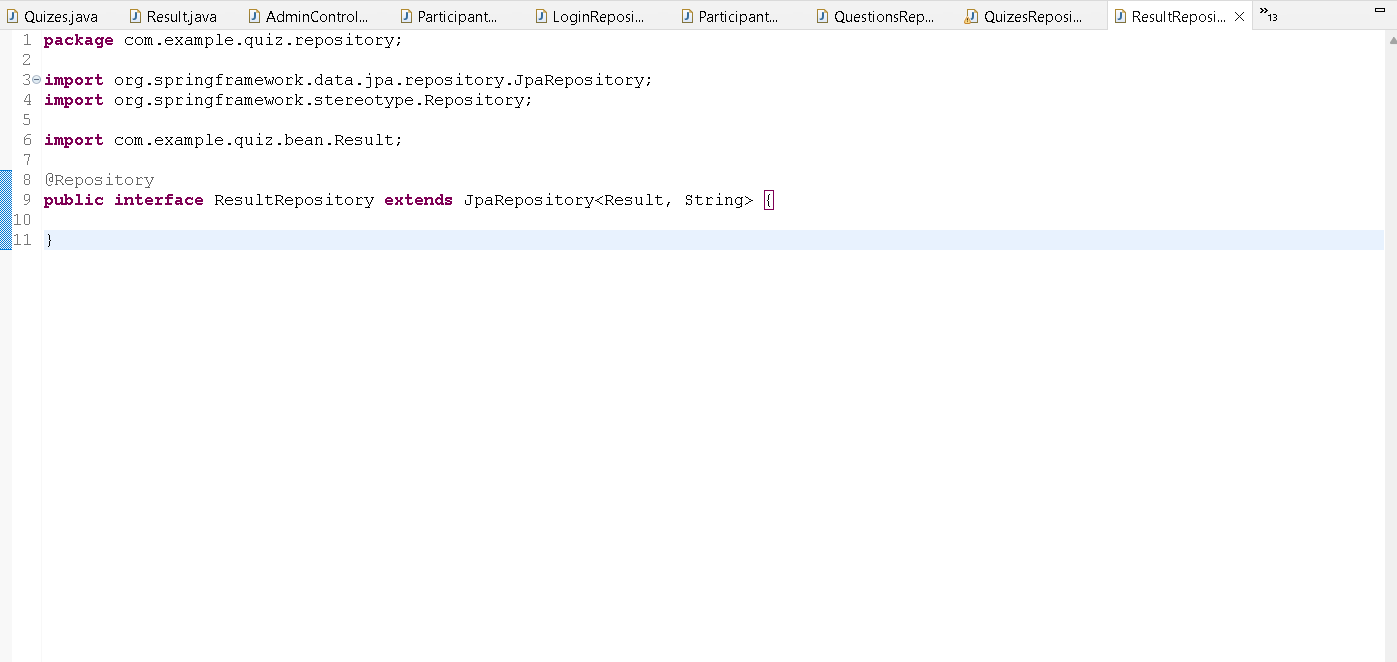 Quizes.java Result.java AdminControl... Participant... LoginReposi... Participant... QuestionsRep... QuizesReposi... ResultReposi... »13
1 package com.example.quiz.repository;
2
3 import org.springframework.data.jpa.repository.JpaRepository;
4 import org.springframework.stereotype.Repository;
5
6 import com.example.quiz.bean.Result;
7
8 @Repository
9 public interface ResultRepository extends JpaRepository<Result, String> {
10
11 }